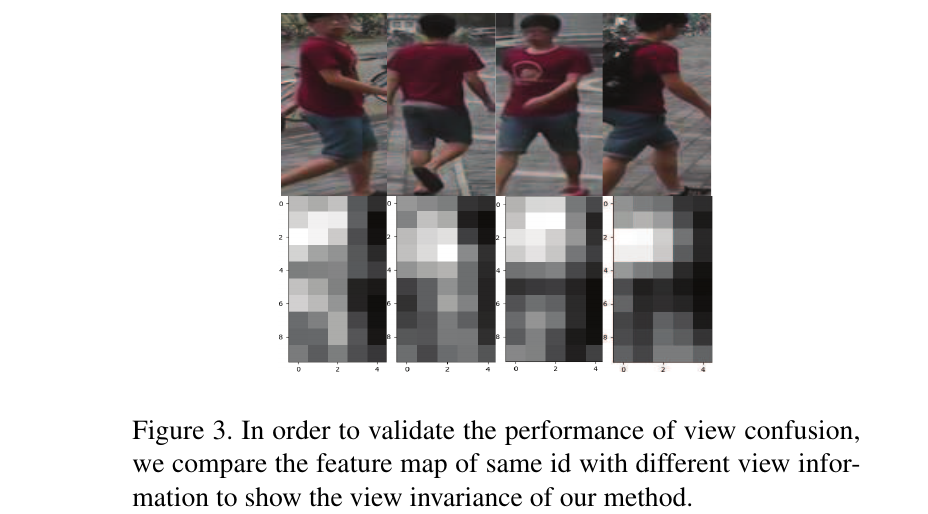 0
2
4
6
8
0 2 4
0
2
4
6
8
0 2 4
0
2
4
6
8
0 2 4
0
2
4
6
8
0 2 4
Figure 3. In order to validate the performance of view confusion,
we compare the feature map of same id with different view infor-
mation to show the view invariance of our method.